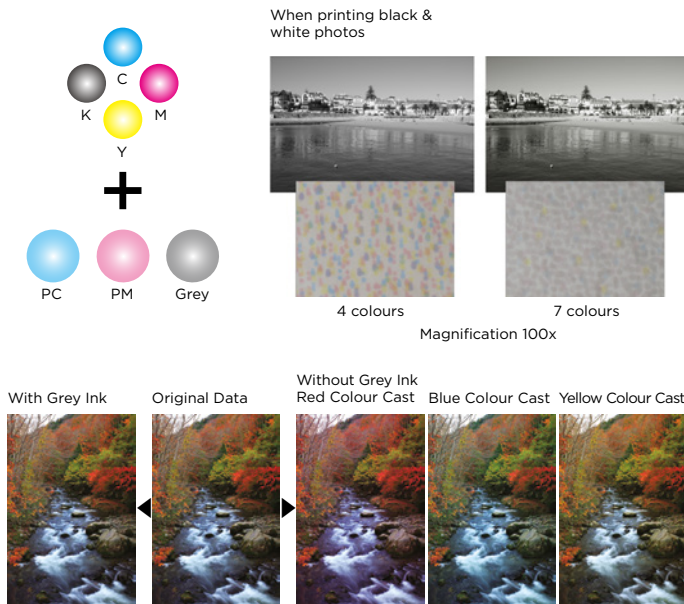 When printing black &
white photos
C
K
M
Y
+
PC
PM
Grey
4 colours
7 colours
Magnification 100x
With Grey Ink
Original Data
Without Grey Ink
Red Colour Cast
Blue Colour Cast
Yellow Colour Cast